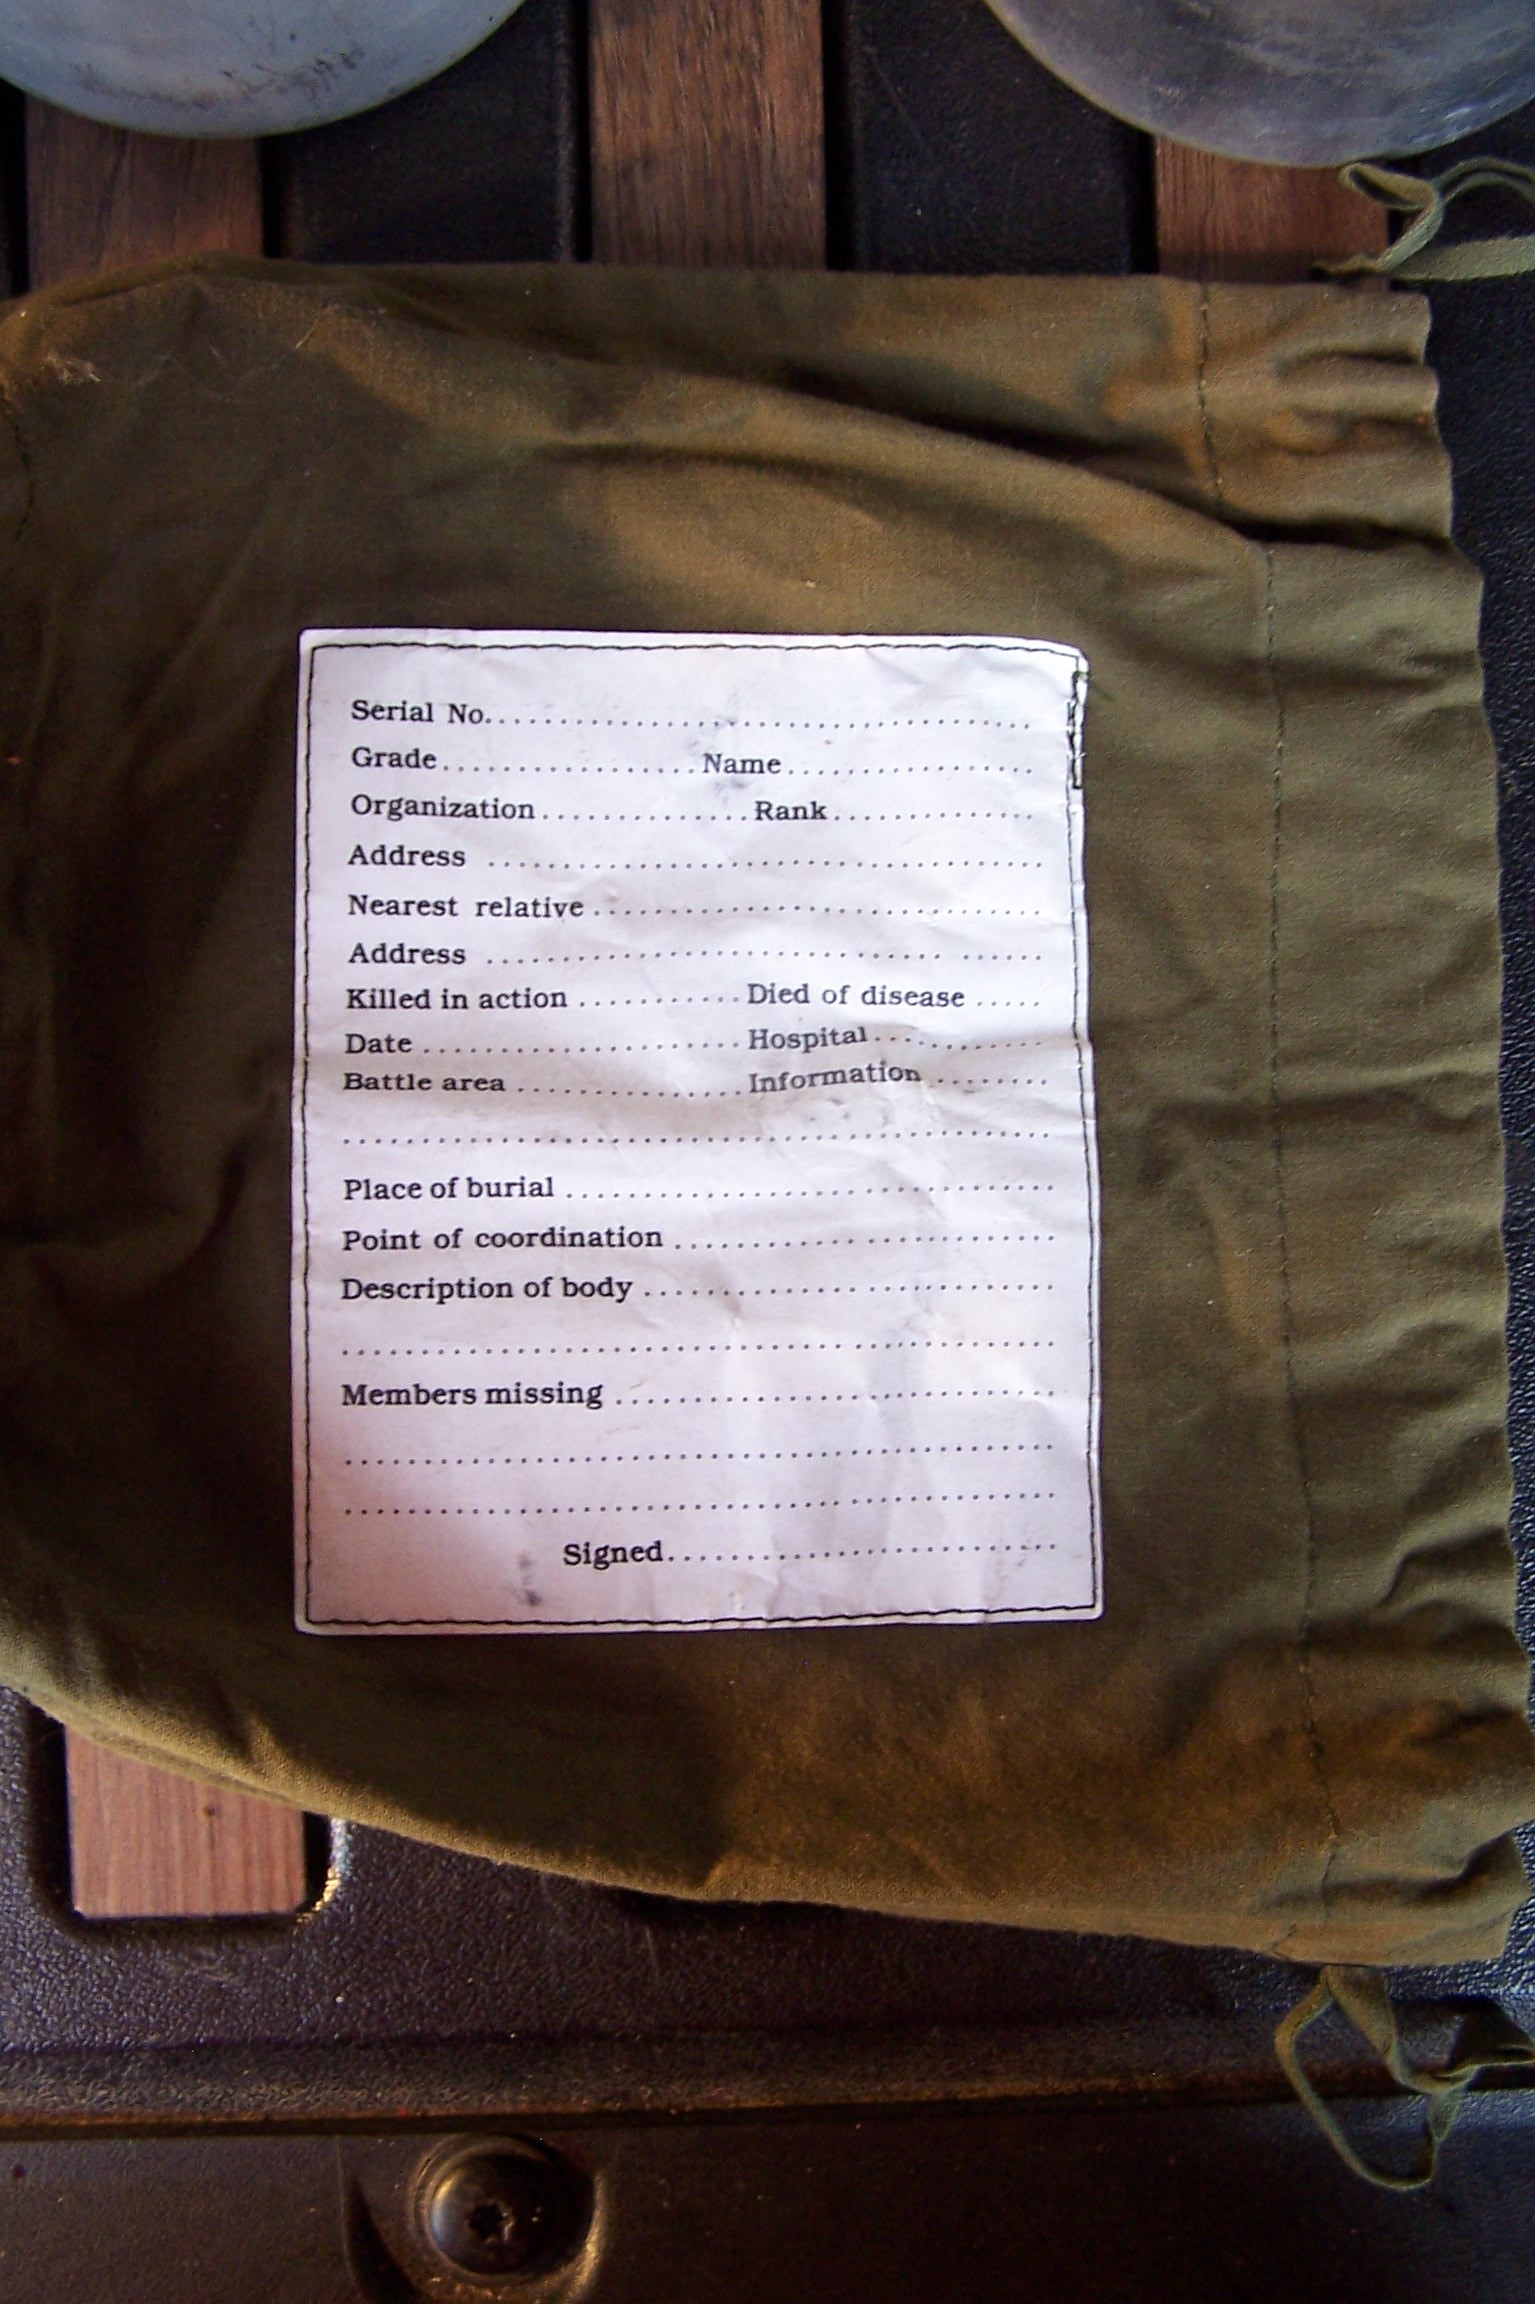 Serial No..........................................
Grade.................Name.................
Organization..............Rank.............
Address ....................................
Nearest relative .............................
Address ............................. ......
Killed in action ...........Died of disease .....
Date .....................Hospital............
Battle area ...............Information ........
..............................................
Place of burial ................................
Point of coordination .........................
Description of body ...........................
..............................................
Members missing .............................
..............................................
..............................................
Signed..........................